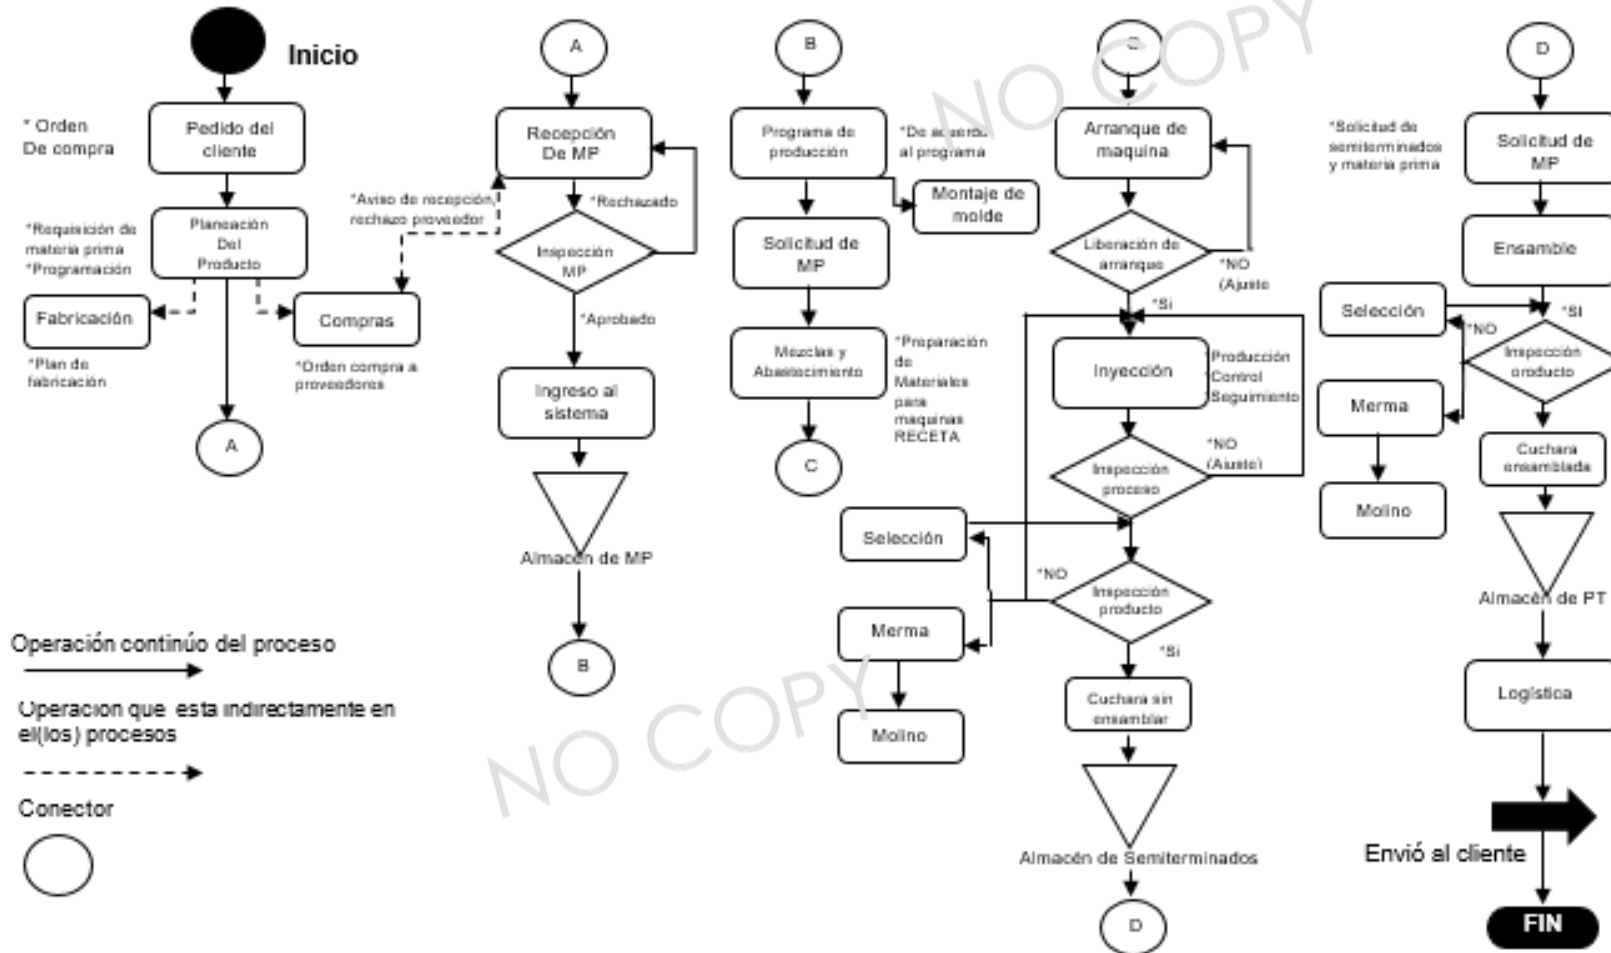 Inicio
* Orden
De compra
Pedido del
cliente
*Requisición de
materia prima
*Programación
Planeación
Del
Producto
Fabricación
Compras
*Plan de
fabricación
*Orden compra a
proveedores
A
Operación continúo del proceso
Operación que esta indirectamente en
el(los) procesos
Conector
A
Recepción
De MP
*Aviso de recepción,
rechazo proveedor
*Rechazado
Inspección
MP
*Aprobado
Ingreso al
sistema
Almacén de MP
B
B
Programa de
producción
*De acuerdo
al programa
Montaje de
molde
Solicitud de
MP
Mezclas y
Abastecimiento
*Preparación
de
Materiales
para
maquinas
RECETA
C
Arranque de
maquina
Liberación de
arranque
*NO
(Ajuste
*Si
Inyección
*Producción
*Control
*Seguimiento
Inspección
proceso
*NO
(Ajuste)
Selección
*NO
Inspección
producto
Merma
*Si
Molino
Cuchara sin
ensamblar
Almacén de Semiterminados
D
D
*Solicitud de
semiterminados
y materia prima
Solicitud de
MP
Ensamble
Selección
*SI
*NO
Inspección
producto
Merma
Cuchara
ensamblada
Molino
Almacén de PT
Logística
Envió al cliente
FIN
NO COPY
NO COPY